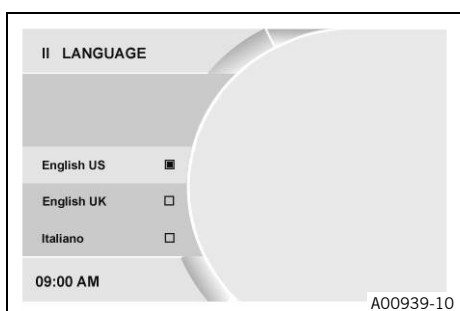 II LANGUAGE
English US
English UK
Italiano
09:00 AM
A00939-10